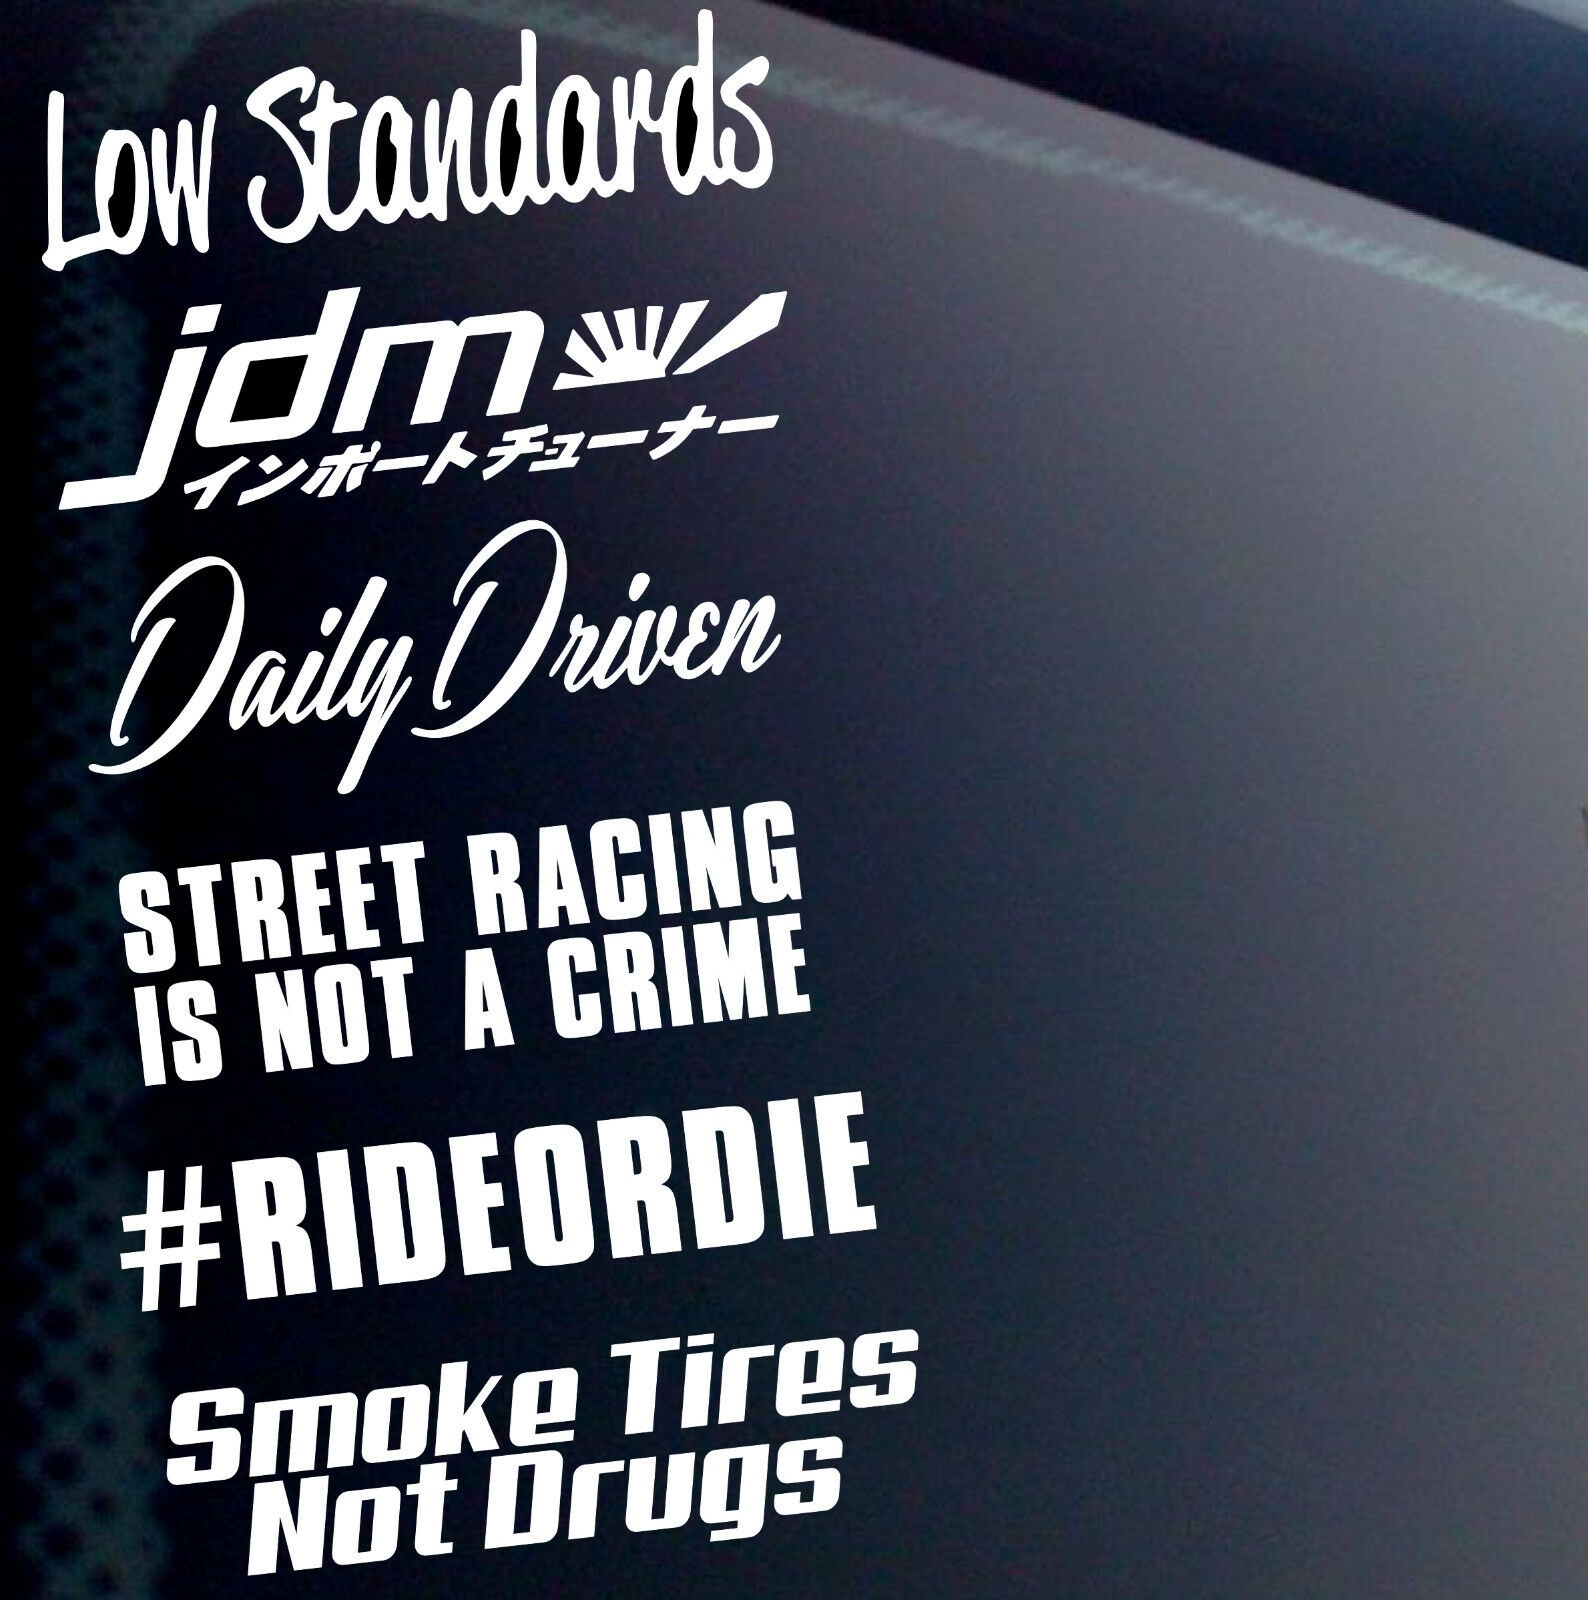 Low Standards
jdm
インポートチューナー
Daily Driven
STREET RACING
IS NOT A CRIME
#RIDEORDIE
Smoke Tires
Not Drugs